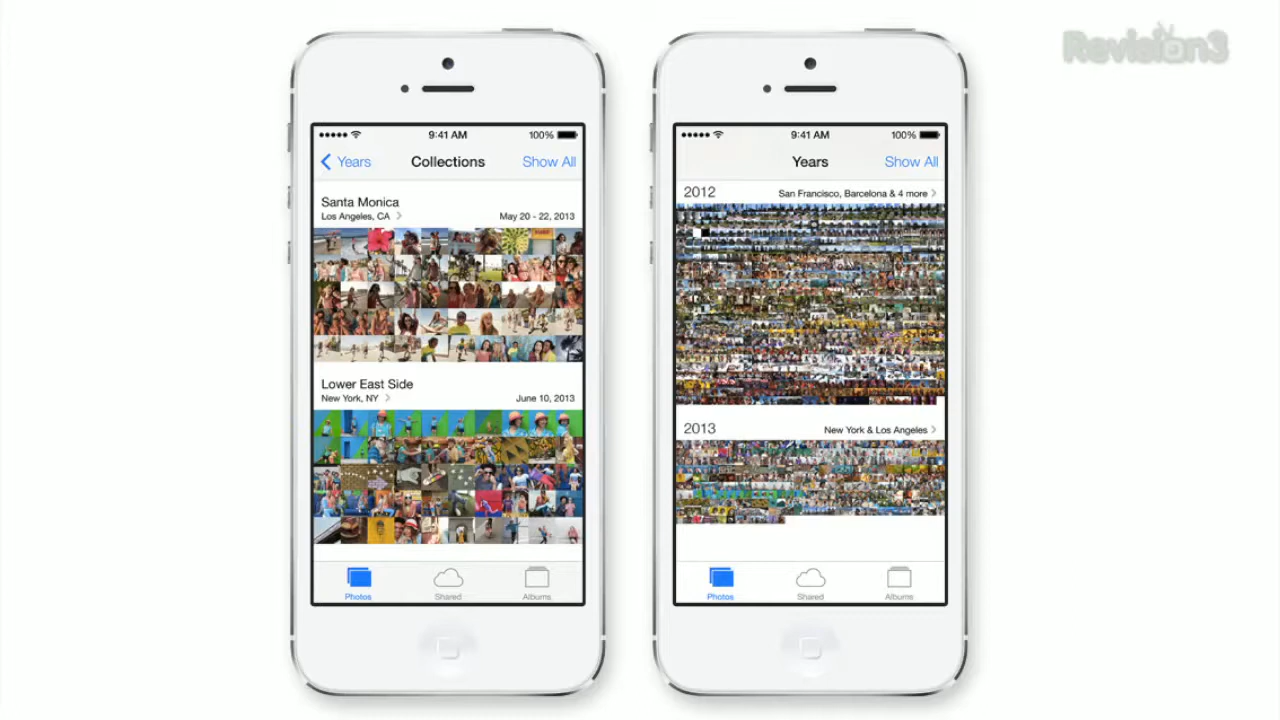 Revision3
9:41 AM 100%
Years Collections Show All
Santa Monica
Los Angeles, CA May 20 - 22, 2013
Lower East Side
New York, NY June 10, 2013
Photos Shared Albums
9:41 AM 100%
Years Show All
2012 San Francisco, Barcelona & 4 more
2013 New York & Los Angeles
Photos Shared Albums